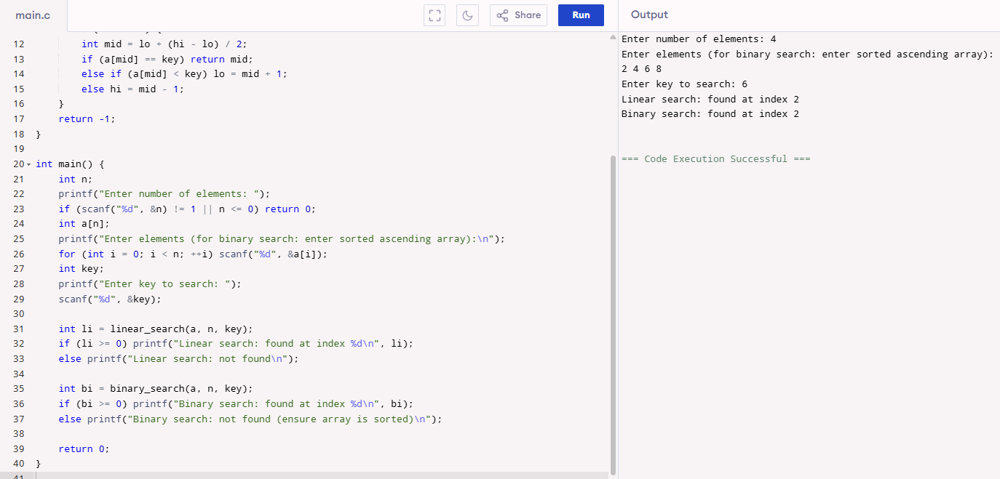 main.c
Share
Run
Output
12 int mid = lo + (hi - lo) / 2;
13 if (a[mid] == key) return mid;
14 else if (a[mid] < key) lo = mid + 1;
15 else hi = mid - 1;
16 }
17 return -1;
18 }
19
20 int main() {
21 int n;
22 printf("Enter number of elements: ");
23 if (scanf("%d", &n) != 1 || n <= 0) return 0;
24 int a[n];
25 printf("Enter elements (for binary search: enter sorted ascending array):\n");
26 for (int i = 0; i < n; ++i) scanf("%d", &a[i]);
27 int key;
28 printf("Enter key to search: ");
29 scanf("%d", &key);
30
31 int li = linear_search(a, n, key);
32 if (li >= 0) printf("Linear search: found at index %d\n", li);
33 else printf("Linear search: not found\n");
34
35 int bi = binary_search(a, n, key);
36 if (bi >= 0) printf("Binary search: found at index %d\n", bi);
37 else printf("Binary search: not found (ensure array is sorted)\n");
38
39 return 0;
40 }
41
Enter number of elements: 4
Enter elements (for binary search: enter sorted ascending array):
2 4 6 8
Enter key to search: 6
Linear search: found at index 2
Binary search: found at index 2
=== Code Execution Successful ===